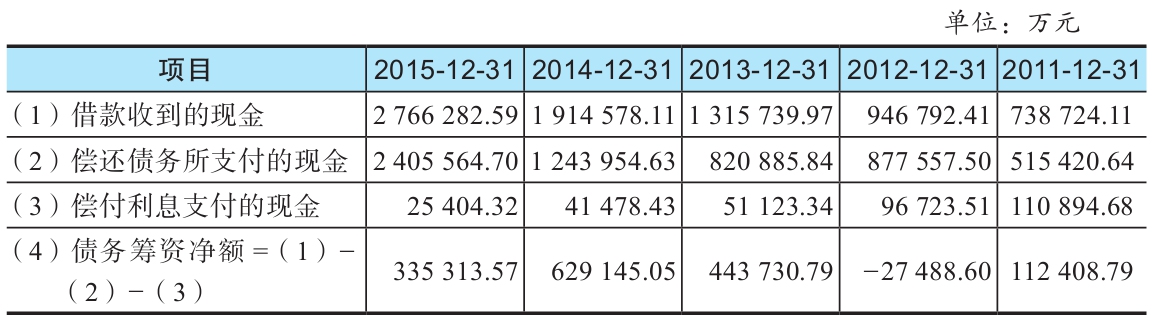 单位：万元
项目 2015-12-31 2014-12-31 2013-12-31 2012-12-31 2011-12-31
（1）借款收到的现金 2 766 282.59 1 914 578.11 1 315 739.97 946 792.41 738 724.11
（2）偿还债务所支付的现金 2 405 564.70 1 243 954.63 820 885.84 877 557.50 515 420.64
（3）偿付利息支付的现金 25 404.32 41 478.43 51 123.34 96 723.51 110 894.68
（4）债务筹资净额=（1）−
（2）−（3） 335 313.57 629 145.05 443 730.79 −27 488.60 112 408.79